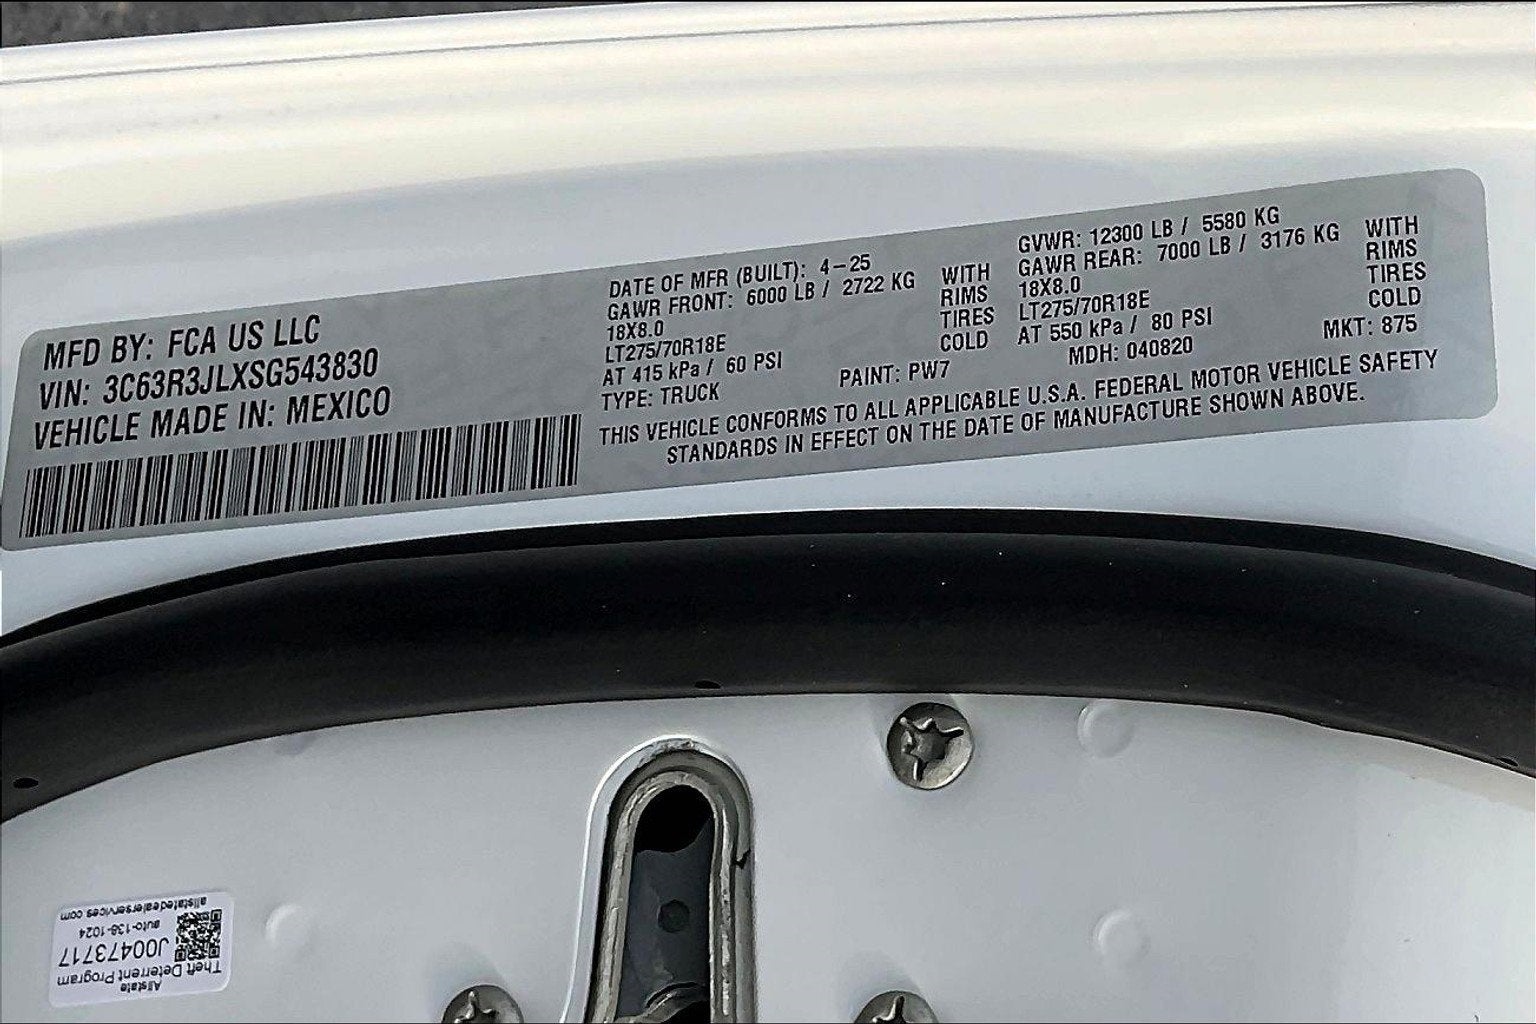 MFD BY: FCA US LLC
VIN: 3C63R3JLXSG543830
VEHICLE MADE IN: MEXICO
DATE OF MFR (BUILT): 4-25
GAWR FRONT: 6000 LB / 2722 KG WITH
18X8.0 RIMS
LT275/70R18E TIRES
AT 415 kPa / 60 PSI COLD
TYPE: TRUCK PAINT: PW7
GVWR: 12300 LB / 5580 KG
GAWR REAR: 7000 LB / 3176 KG WITH
18X8.0 RIMS
LT275/70R18E TIRES
AT 550 kPa / 80 PSI COLD
MDH: 040820 MKT: 875
THIS VEHICLE CONFORMS TO ALL APPLICABLE U.S.A. FEDERAL MOTOR VEHICLE SAFETY
STANDARDS IN EFFECT ON THE DATE OF MANUFACTURE SHOWN ABOVE.
Allstate
Theft Deterrent Program
J00473717
auto-138-1024
allstatedealerservices.com